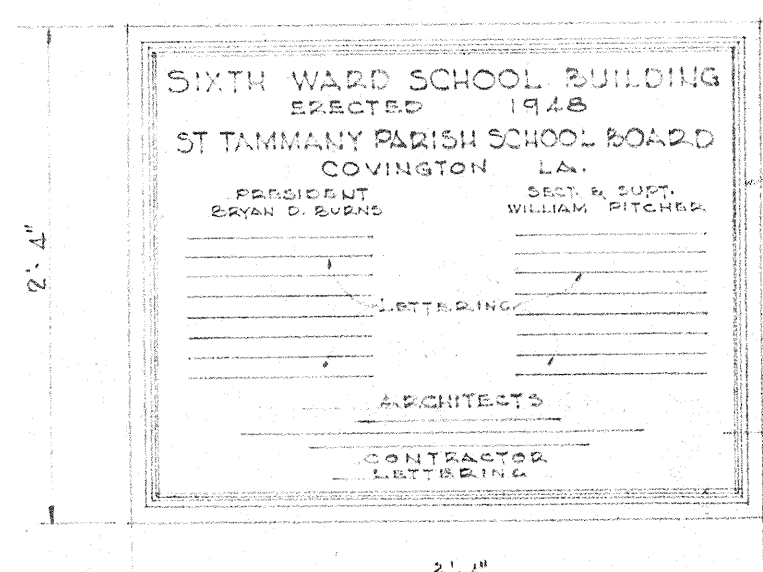 SIXTH WARD SCHOOL BUILDING
ERECTED 1948
ST TAMMANY PARISH SCHOOL BOARD
COVINGTON LA.
PRESIDENT
BRYAN D. BURNS
SECT. & SUPT.
WILLIAM PITCHER
2'. 4"
LETTERING
ARCHITECTS
CONTRACTOR
LETTERING